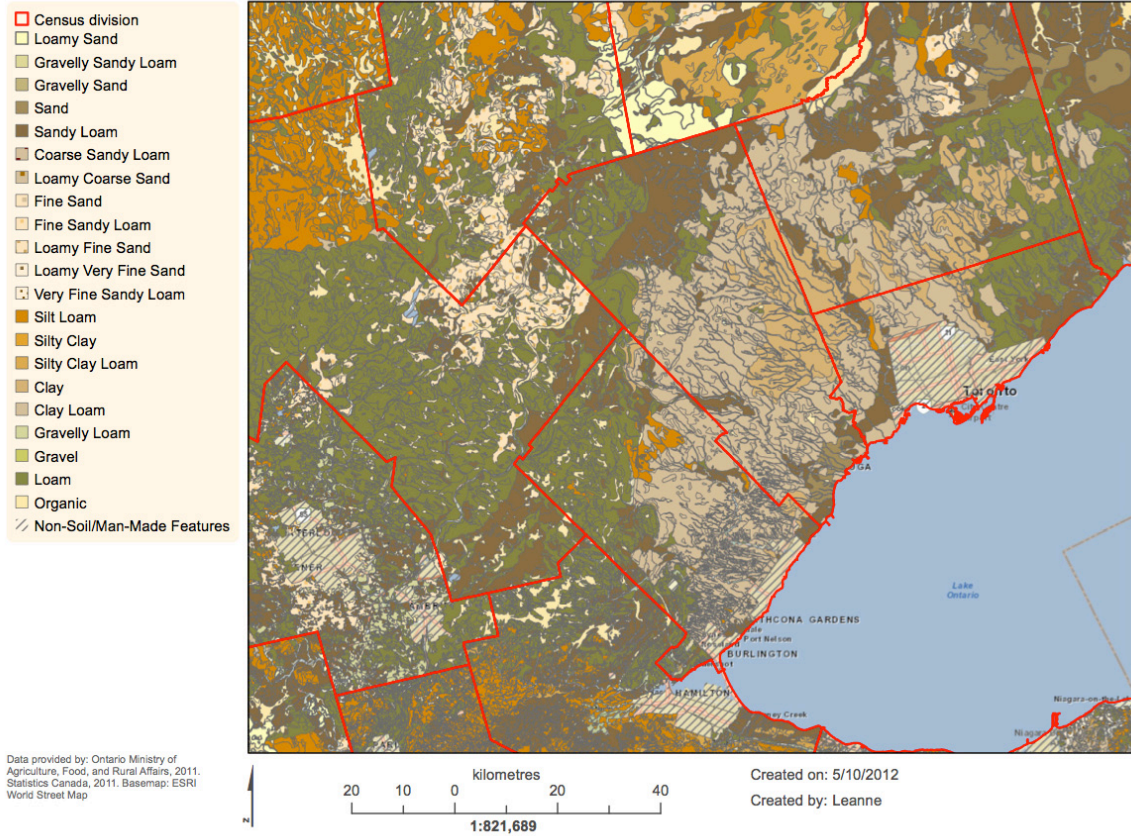 Census division
Loamy Sand
Gravelly Sandy Loam
Gravelly Sand
Sand
Sandy Loam
Coarse Sandy Loam
Loamy Coarse Sand
Fine Sand
Fine Sandy Loam
Loamy Fine Sand
Loamy Very Fine Sand
Very Fine Sandy Loam
Silt Loam
Silty Clay
Silty Clay Loam
Clay
Clay Loam
Gravelly Loam
Gravel
Loam
Organic
Non-Soil/Man-Made Features
Toronto
Lake
Ontario
THCONA GARDENS
Port Nelson
BURLINGTON
HAMILTON
ney Creek
Niagara-on-the-L
Niagara
Data provided by: Ontario Ministry of
Agriculture, Food, and Rural Affairs, 2011.
Statistics Canada, 2011. Basemap: ESRI
World Street Map
N
kilometres
20 10 0 20 40
1:821,689
Created on: 5/10/2012
Created by: Leanne